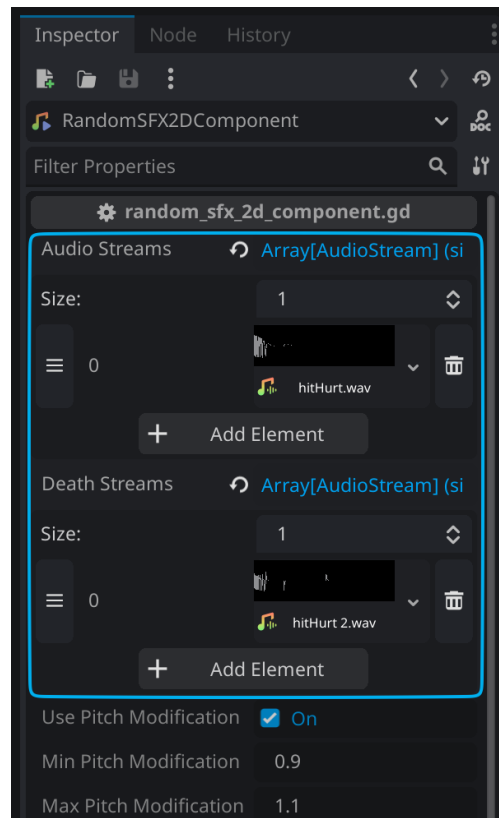 Inspector Node History
RandomSFX2DComponent
DOC
Filter Properties
random_sfx_2d_component.gd
Audio Streams Array[AudioStream] (si
Size: 1
0
hitHurt.wav
+ Add Element
Death Streams Array[AudioStream] (si
Size: 1
0
hitHurt 2.wav
+ Add Element
Use Pitch Modification On
Min Pitch Modification 0.9
Max Pitch Modification 1.1